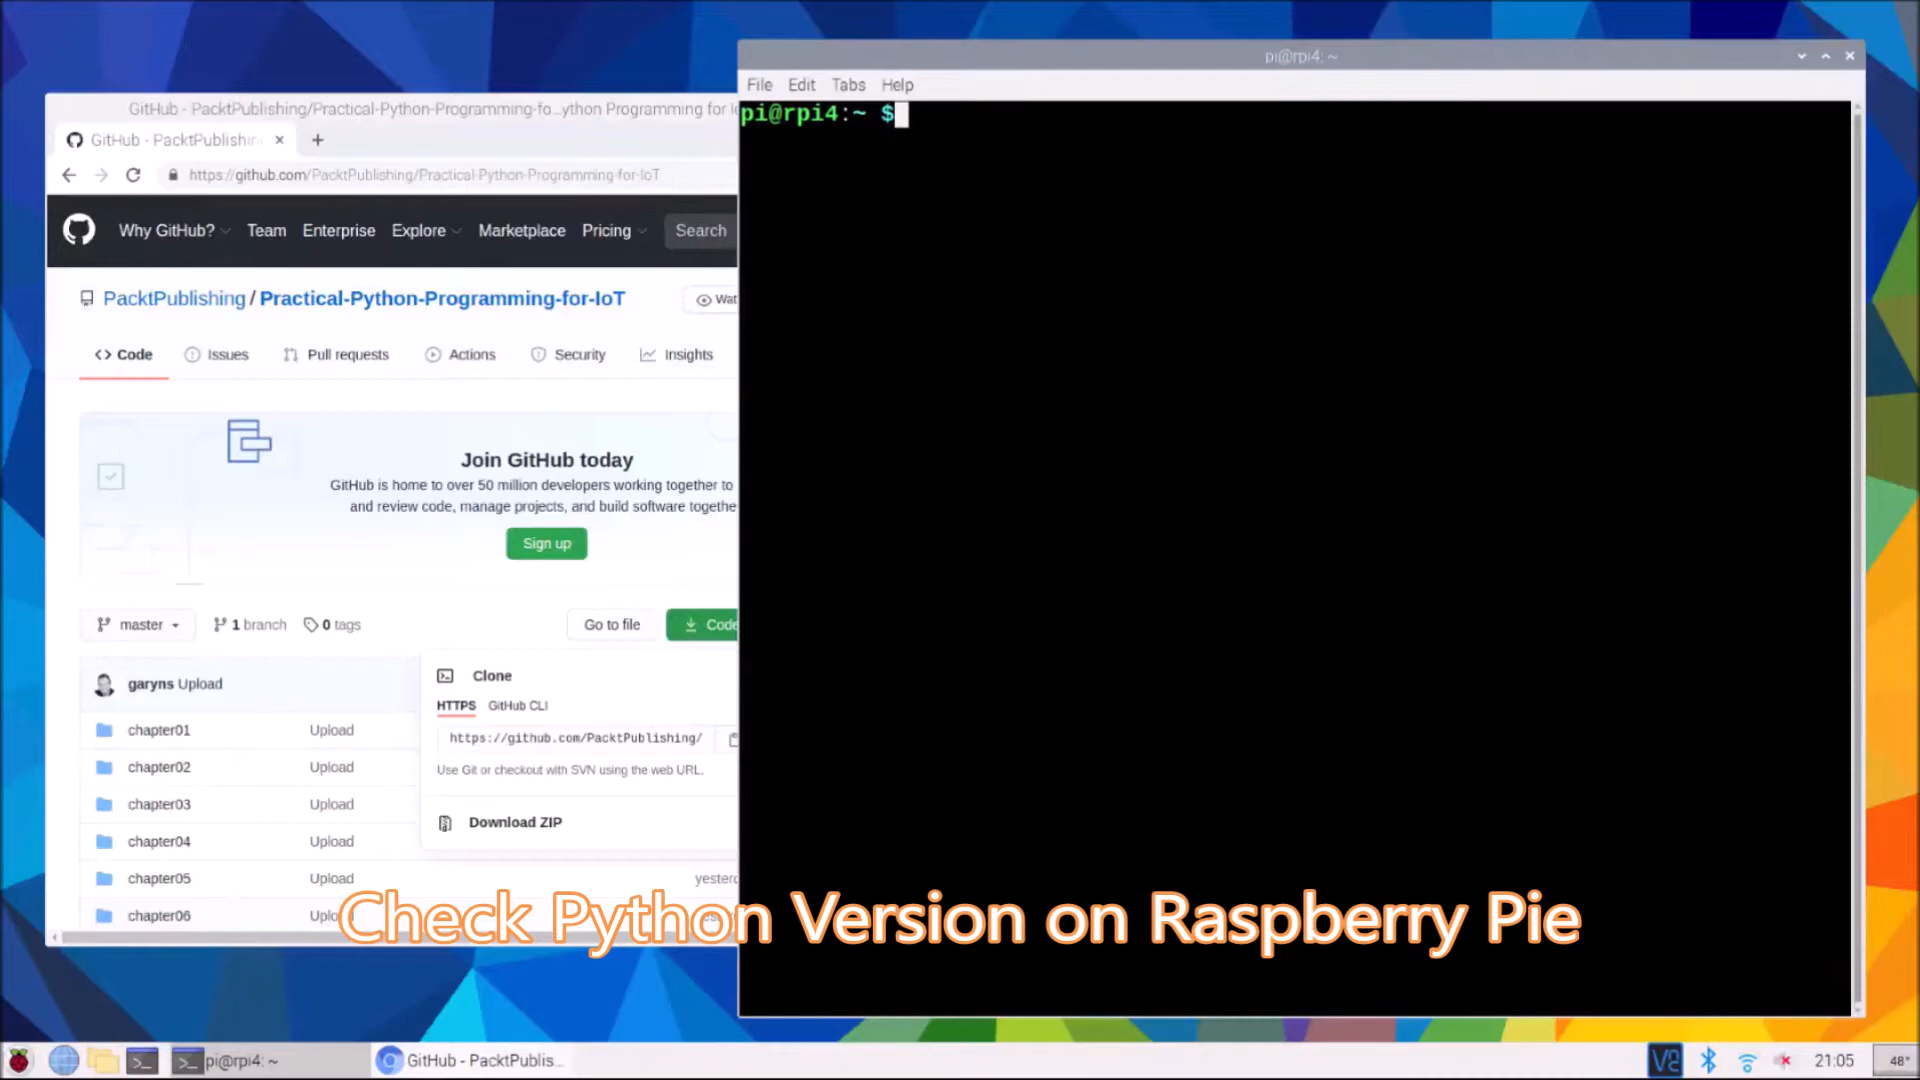 pi@rpi4: ~
File Edit Tabs Help
pi@rpi4:~ $
GitHub - PacktPublishing/Practical-Python-Programming-fo...ython Programming for Io
GitHub - PacktPublishin
https://github.com/PacktPublishing/Practical-Python-Programming-for-IoT
Why GitHub? Team Enterprise Explore Marketplace Pricing Search
PacktPublishing / Practical-Python-Programming-for-IoT
Wat
Code Issues Pull requests Actions Security Insights
Join GitHub today
GitHub is home to over 50 million developers working together to
and review code, manage projects, and build software togethe
Sign up
master 1 branch 0 tags Go to file Code
garyns Upload
Clone
HTTPS GitHub CLI
https://github.com/PacktPublishing/
Use Git or checkout with SVN using the web URL.
Download ZIP
chapter01 Upload
chapter02 Upload
chapter03 Upload
chapter04 Upload
chapter05 Upload yesterd
chapter06
Check Python Version on Raspberry Pie
pi@rpi4: ~
GitHub - PacktPublis...
V2
21:05
48°